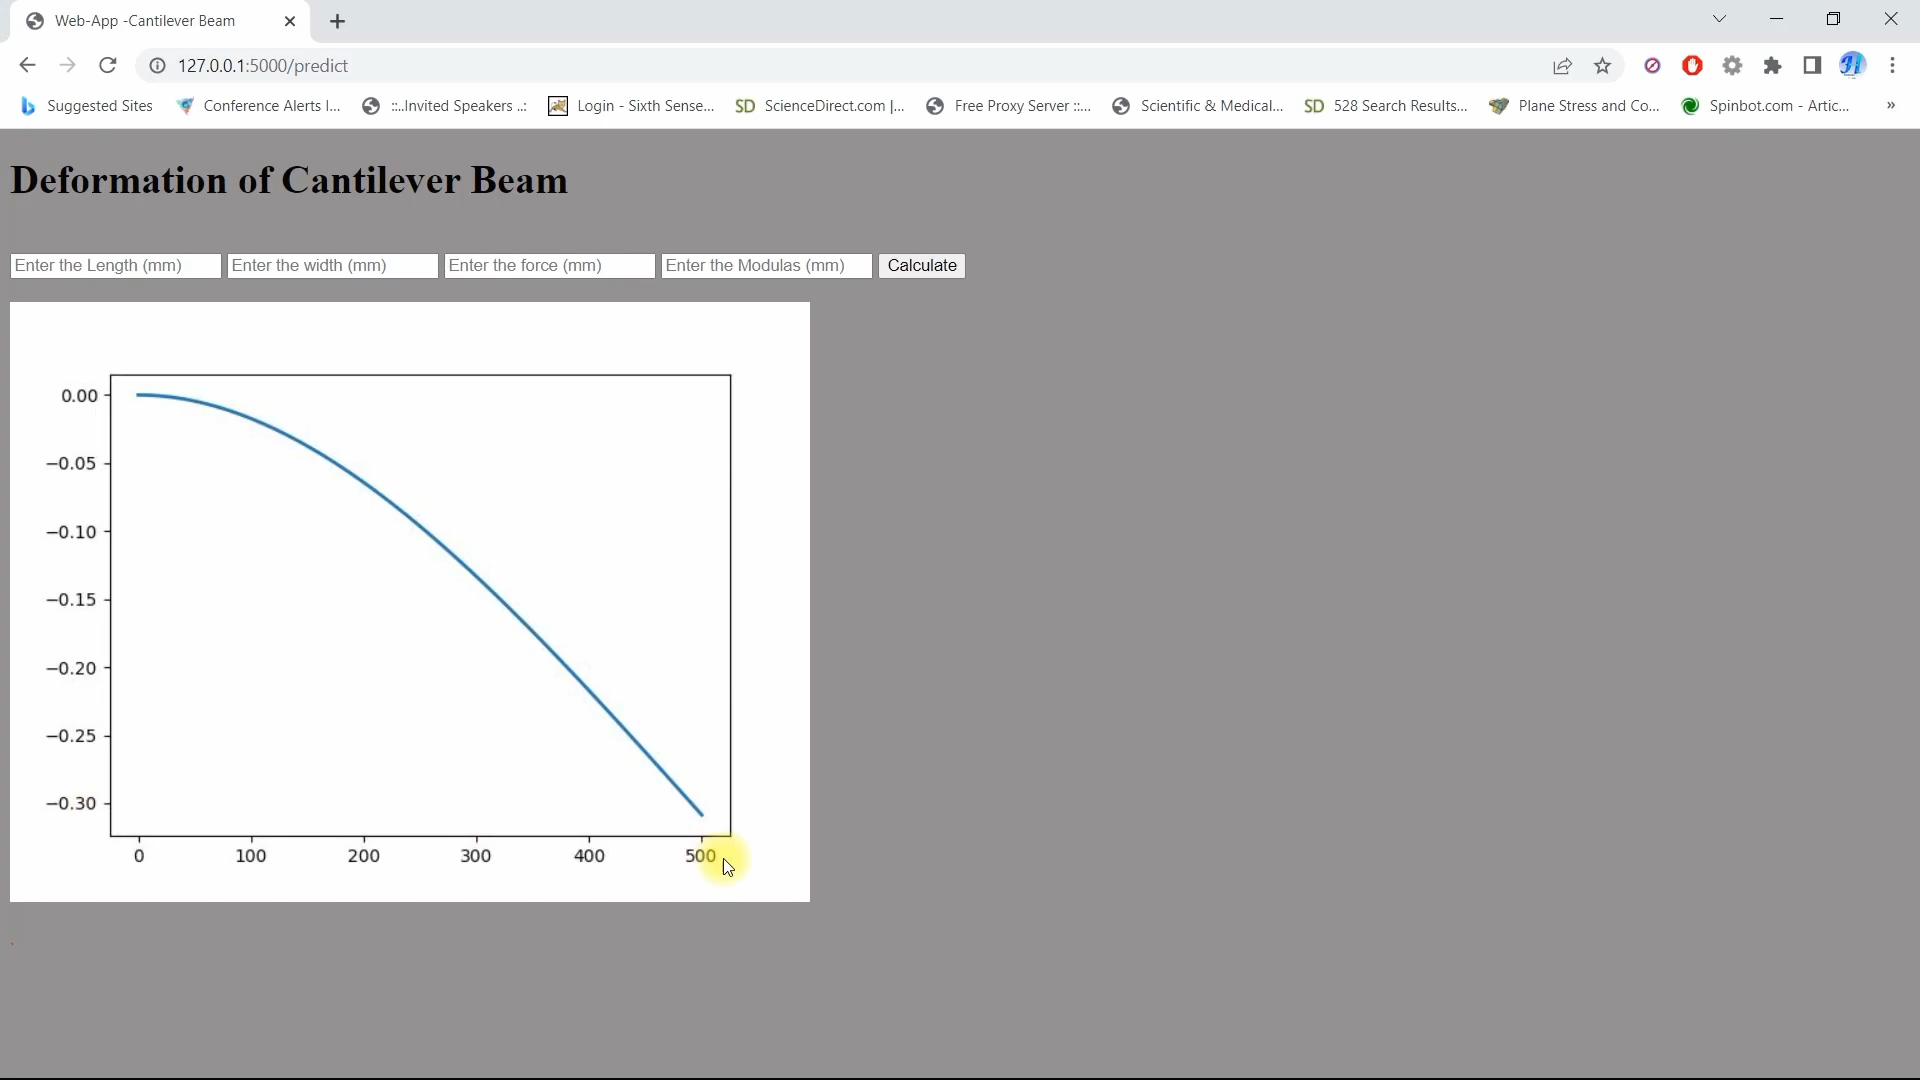 Web-App -Cantilever Beam
127.0.0.1:5000/predict
Suggested Sites Conference Alerts I... ::..Invited Speakers ..: Login - Sixth Sense... SD ScienceDirect.com |... Free Proxy Server ::... Scientific & Medical... SD 528 Search Results... Plane Stress and Co... Spinbot.com - Artic... »
Deformation of Cantilever Beam
Enter the Length (mm) Enter the width (mm) Enter the force (mm) Enter the Modulas (mm) Calculate
0.00
−0.05
−0.10
−0.15
−0.20
−0.25
−0.30
0 100 200 300 400 500